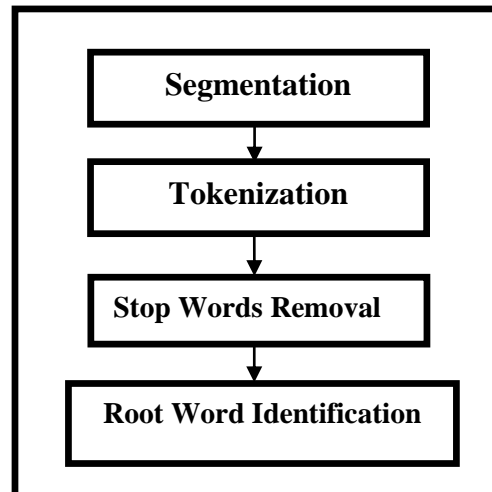 Segmentation
Tokenization
Stop Words Removal
Root Word Identification